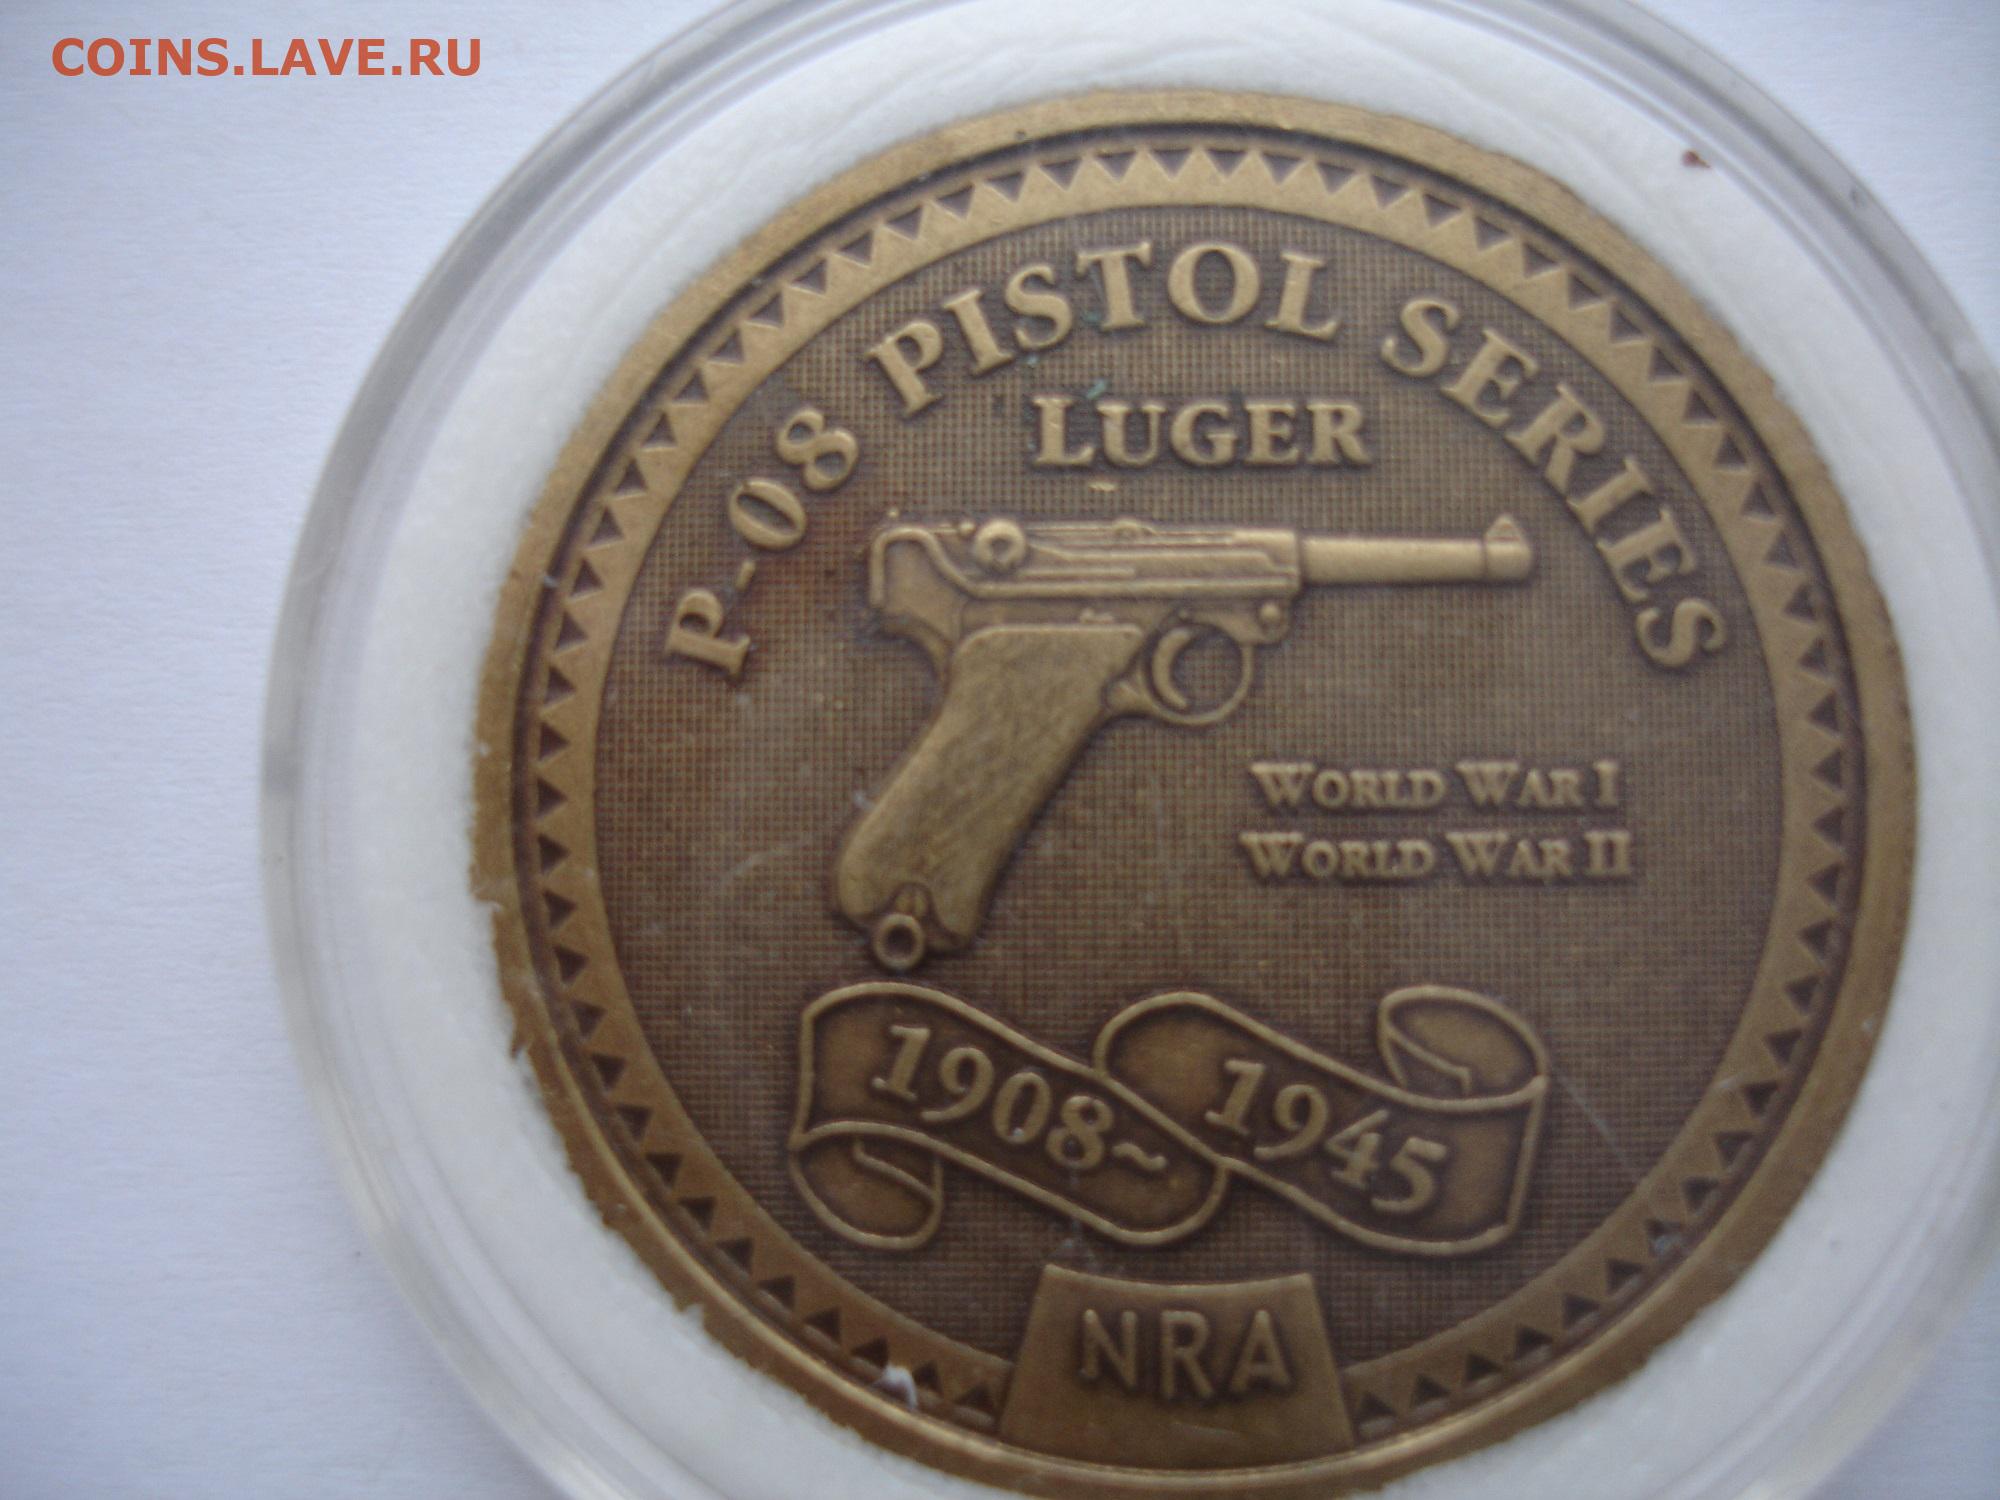 COINS.LAVE.RU
P-08 PISTOL SERIES
LUGER
WORLD WAR I
WORLD WAR II
1908~ 1945
NRA